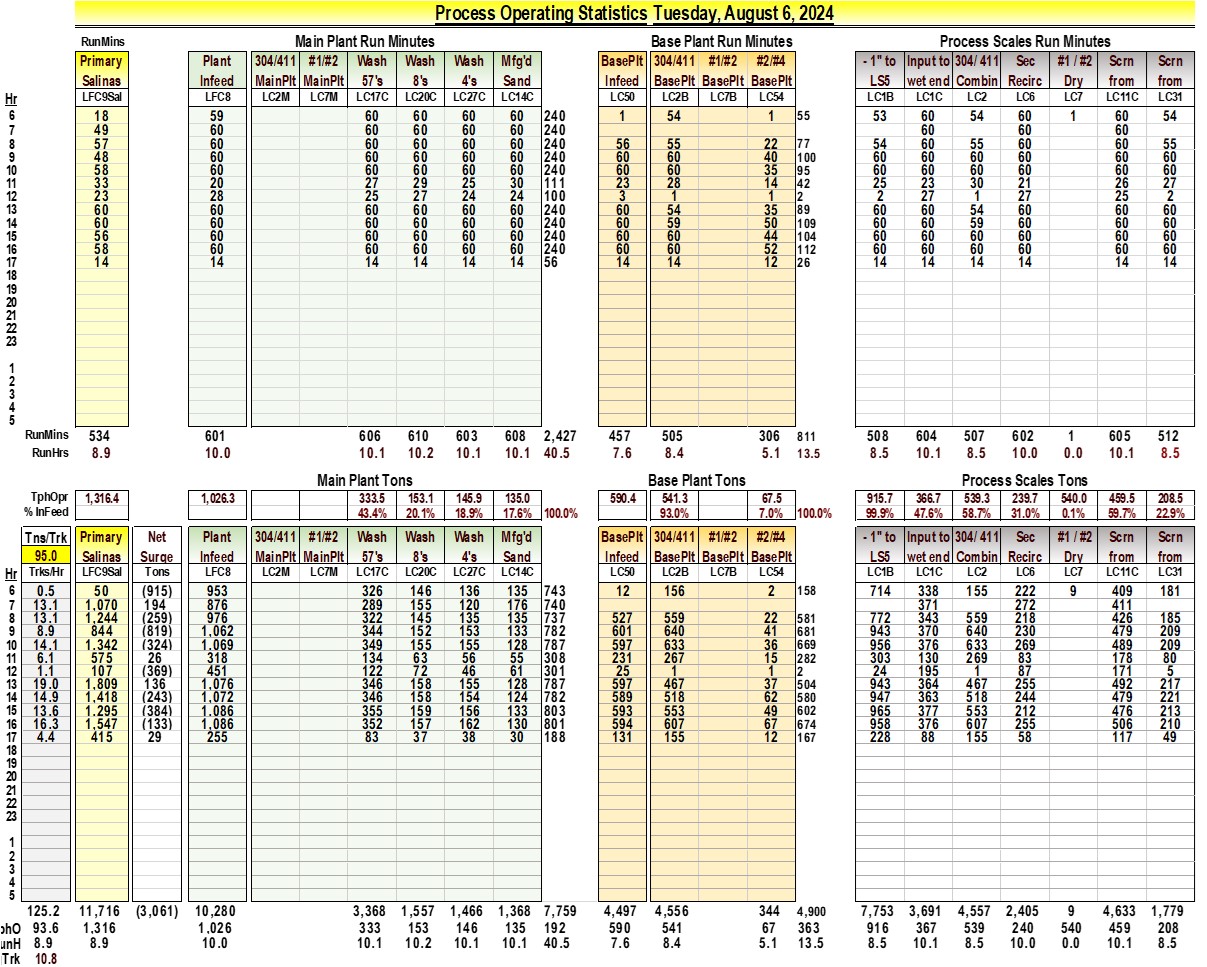 Process Operating Statistics Tuesday, August 6, 2024
RunMins Main Plant Run Minutes Base Plant Run Minutes Process Scales Run Minutes
Primary Plant 304/411 #1/#2 Wash Wash Wash Mfg'd BasePlt 304/411 #1/#2 #2/#4 - 1" to Input to 304/ 411 Sec #1 / #2 Scrn Scrn
Salinas Infeed MainPlt MainPlt 57's 8's 4's Sand Infeed BasePlt BasePlt BasePlt LS5 wet end Combin Recirc Dry from from
Hr LFC9Sal LFC8 LC2M LC7M LC17C LC20C LC27C LC14C LC50 LC2B LC7B LC54 LC1B LC1C LC2 LC6 LC7 LC11C LC31
6 18 59 60 60 60 60 240 1 54 1 55 53 60 54 60 1 60 54
7 49 60 60 60 60 60 240 60 60 60
8 57 60 60 60 60 60 240 56 55 22 77 54 60 55 60 60 55
9 48 60 60 60 60 60 240 60 60 40 100 60 60 60 60 60 60
10 58 60 60 60 60 60 240 60 60 35 95 60 60 60 60 60 60
11 33 20 27 29 25 30 111 23 28 14 42 25 23 30 21 26 27
12 23 28 25 27 24 24 100 3 1 1 2 2 27 1 27 25 2
13 60 60 60 60 60 60 240 60 54 35 89 60 60 54 60 60 60
14 60 60 60 60 60 60 240 60 59 50 109 60 60 59 60 60 60
15 56 60 60 60 60 60 240 60 60 44 104 60 60 60 60 60 60
16 58 60 60 60 60 60 240 60 60 52 112 60 60 60 60 60 60
17 14 14 14 14 14 14 56 14 14 12 26 14 14 14 14 14 14
18
19
20
21
22
23
1
2
3
4
5
RunMins 534 601 606 610 603 608 2,427 457 505 306 811 508 604 507 602 1 605 512
RunHrs 8.9 10.0 10.1 10.2 10.1 10.1 40.5 7.6 8.4 5.1 13.5 8.5 10.1 8.5 10.0 0.0 10.1 8.5
Main Plant Tons Base Plant Tons Process Scales Tons
TphOpr 1,316.4 1,026.3 333.5 153.1 145.9 135.0 590.4 541.3 67.5 915.7 366.7 539.3 239.7 540.0 459.5 208.5
% InFeed 43.4% 20.1% 18.9% 17.6% 100.0% 93.0% 7.0% 100.0% 99.9% 47.6% 58.7% 31.0% 0.1% 59.7% 22.9%
Tns/Trk Primary Net Plant 304/411 #1/#2 Wash Wash Wash Mfg'd BasePlt 304/411 #1/#2 #2/#4 - 1" to Input to 304/ 411 Sec #1 / #2 Scrn Scrn
95.0 Salinas Surge Infeed MainPlt MainPlt 57's 8's 4's Sand Infeed BasePlt BasePlt BasePlt LS5 wet end Combin Recirc Dry from from
Hr Trks/Hr LFC9Sal Tons LFC8 LC2M LC7M LC17C LC20C LC27C LC14C LC50 LC2B LC7B LC54 LC1B LC1C LC2 LC6 LC7 LC11C LC31
6 0.5 50 (915) 953 326 146 136 135 743 12 156 2 158 714 338 155 222 9 409 181
7 13.1 1,070 194 876 289 155 120 176 740 371 272 411
8 13.1 1,244 (259) 976 322 145 135 135 737 527 559 22 581 772 343 559 218 426 185
9 8.9 844 (819) 1,062 344 152 153 133 782 601 640 41 681 943 370 640 230 479 209
10 14.1 1,342 (324) 1,069 349 155 155 128 787 597 633 36 669 956 376 633 269 489 209
11 6.1 575 26 318 134 63 56 55 308 231 267 15 282 303 130 269 83 178 80
12 1.1 107 (369) 451 122 72 46 61 301 25 1 1 2 24 195 1 87 171 5
13 19.0 1,809 136 1,076 346 158 155 128 787 597 467 37 504 943 364 467 255 492 217
14 14.9 1,418 (243) 1,072 346 158 154 124 782 589 518 62 580 947 363 518 244 479 221
15 13.6 1,295 (384) 1,086 355 159 156 133 803 593 553 49 602 965 377 553 212 476 213
16 16.3 1,547 (133) 1,086 352 157 162 130 801 594 607 67 674 958 376 607 255 506 210
17 4.4 415 29 255 83 37 38 30 188 131 155 12 167 228 88 155 58 117 49
18
19
20
21
22
23
1
2
3
4
5
125.2 11,716 (3,061) 10,280 3,368 1,557 1,466 1,368 7,759 4,497 4,556 344 4,900 7,753 3,691 4,557 2,405 9 4,633 1,779
phO 93.6 1,316 1,026 333 153 146 135 192 590 541 67 363 916 367 539 240 540 459 208
unH 8.9 8.9 10.0 10.1 10.2 10.1 10.1 40.5 7.6 8.4 5.1 13.5 8.5 10.1 8.5 10.0 0.0 10.1 8.5
Trk 10.8